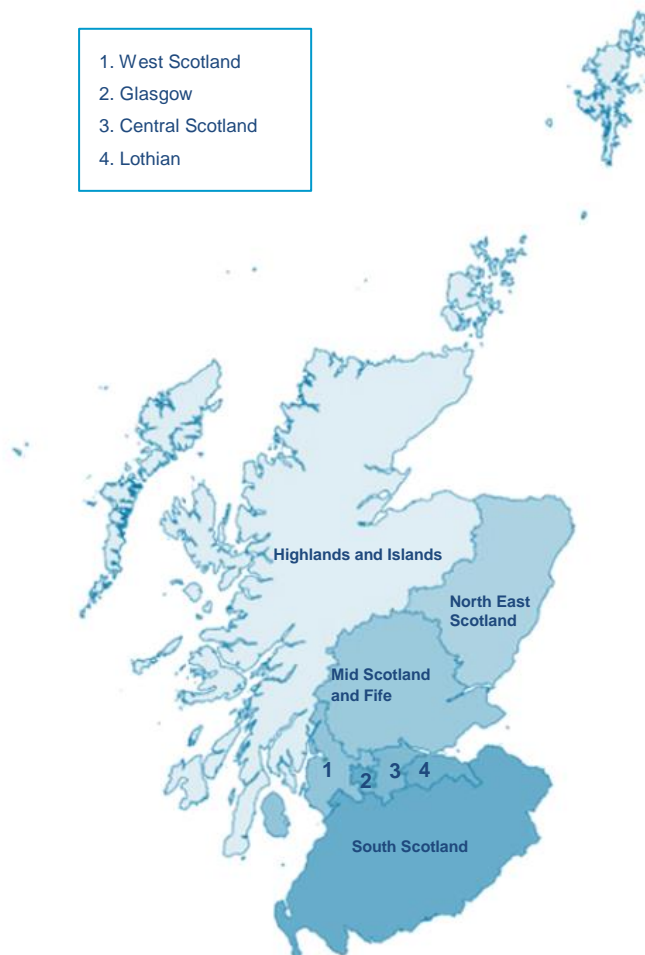 1. West Scotland
2. Glasgow
3. Central Scotland
4. Lothian
Highlands and Islands
North East
Scotland
Mid Scotland
and Fife
1
2
3
4
South Scotland